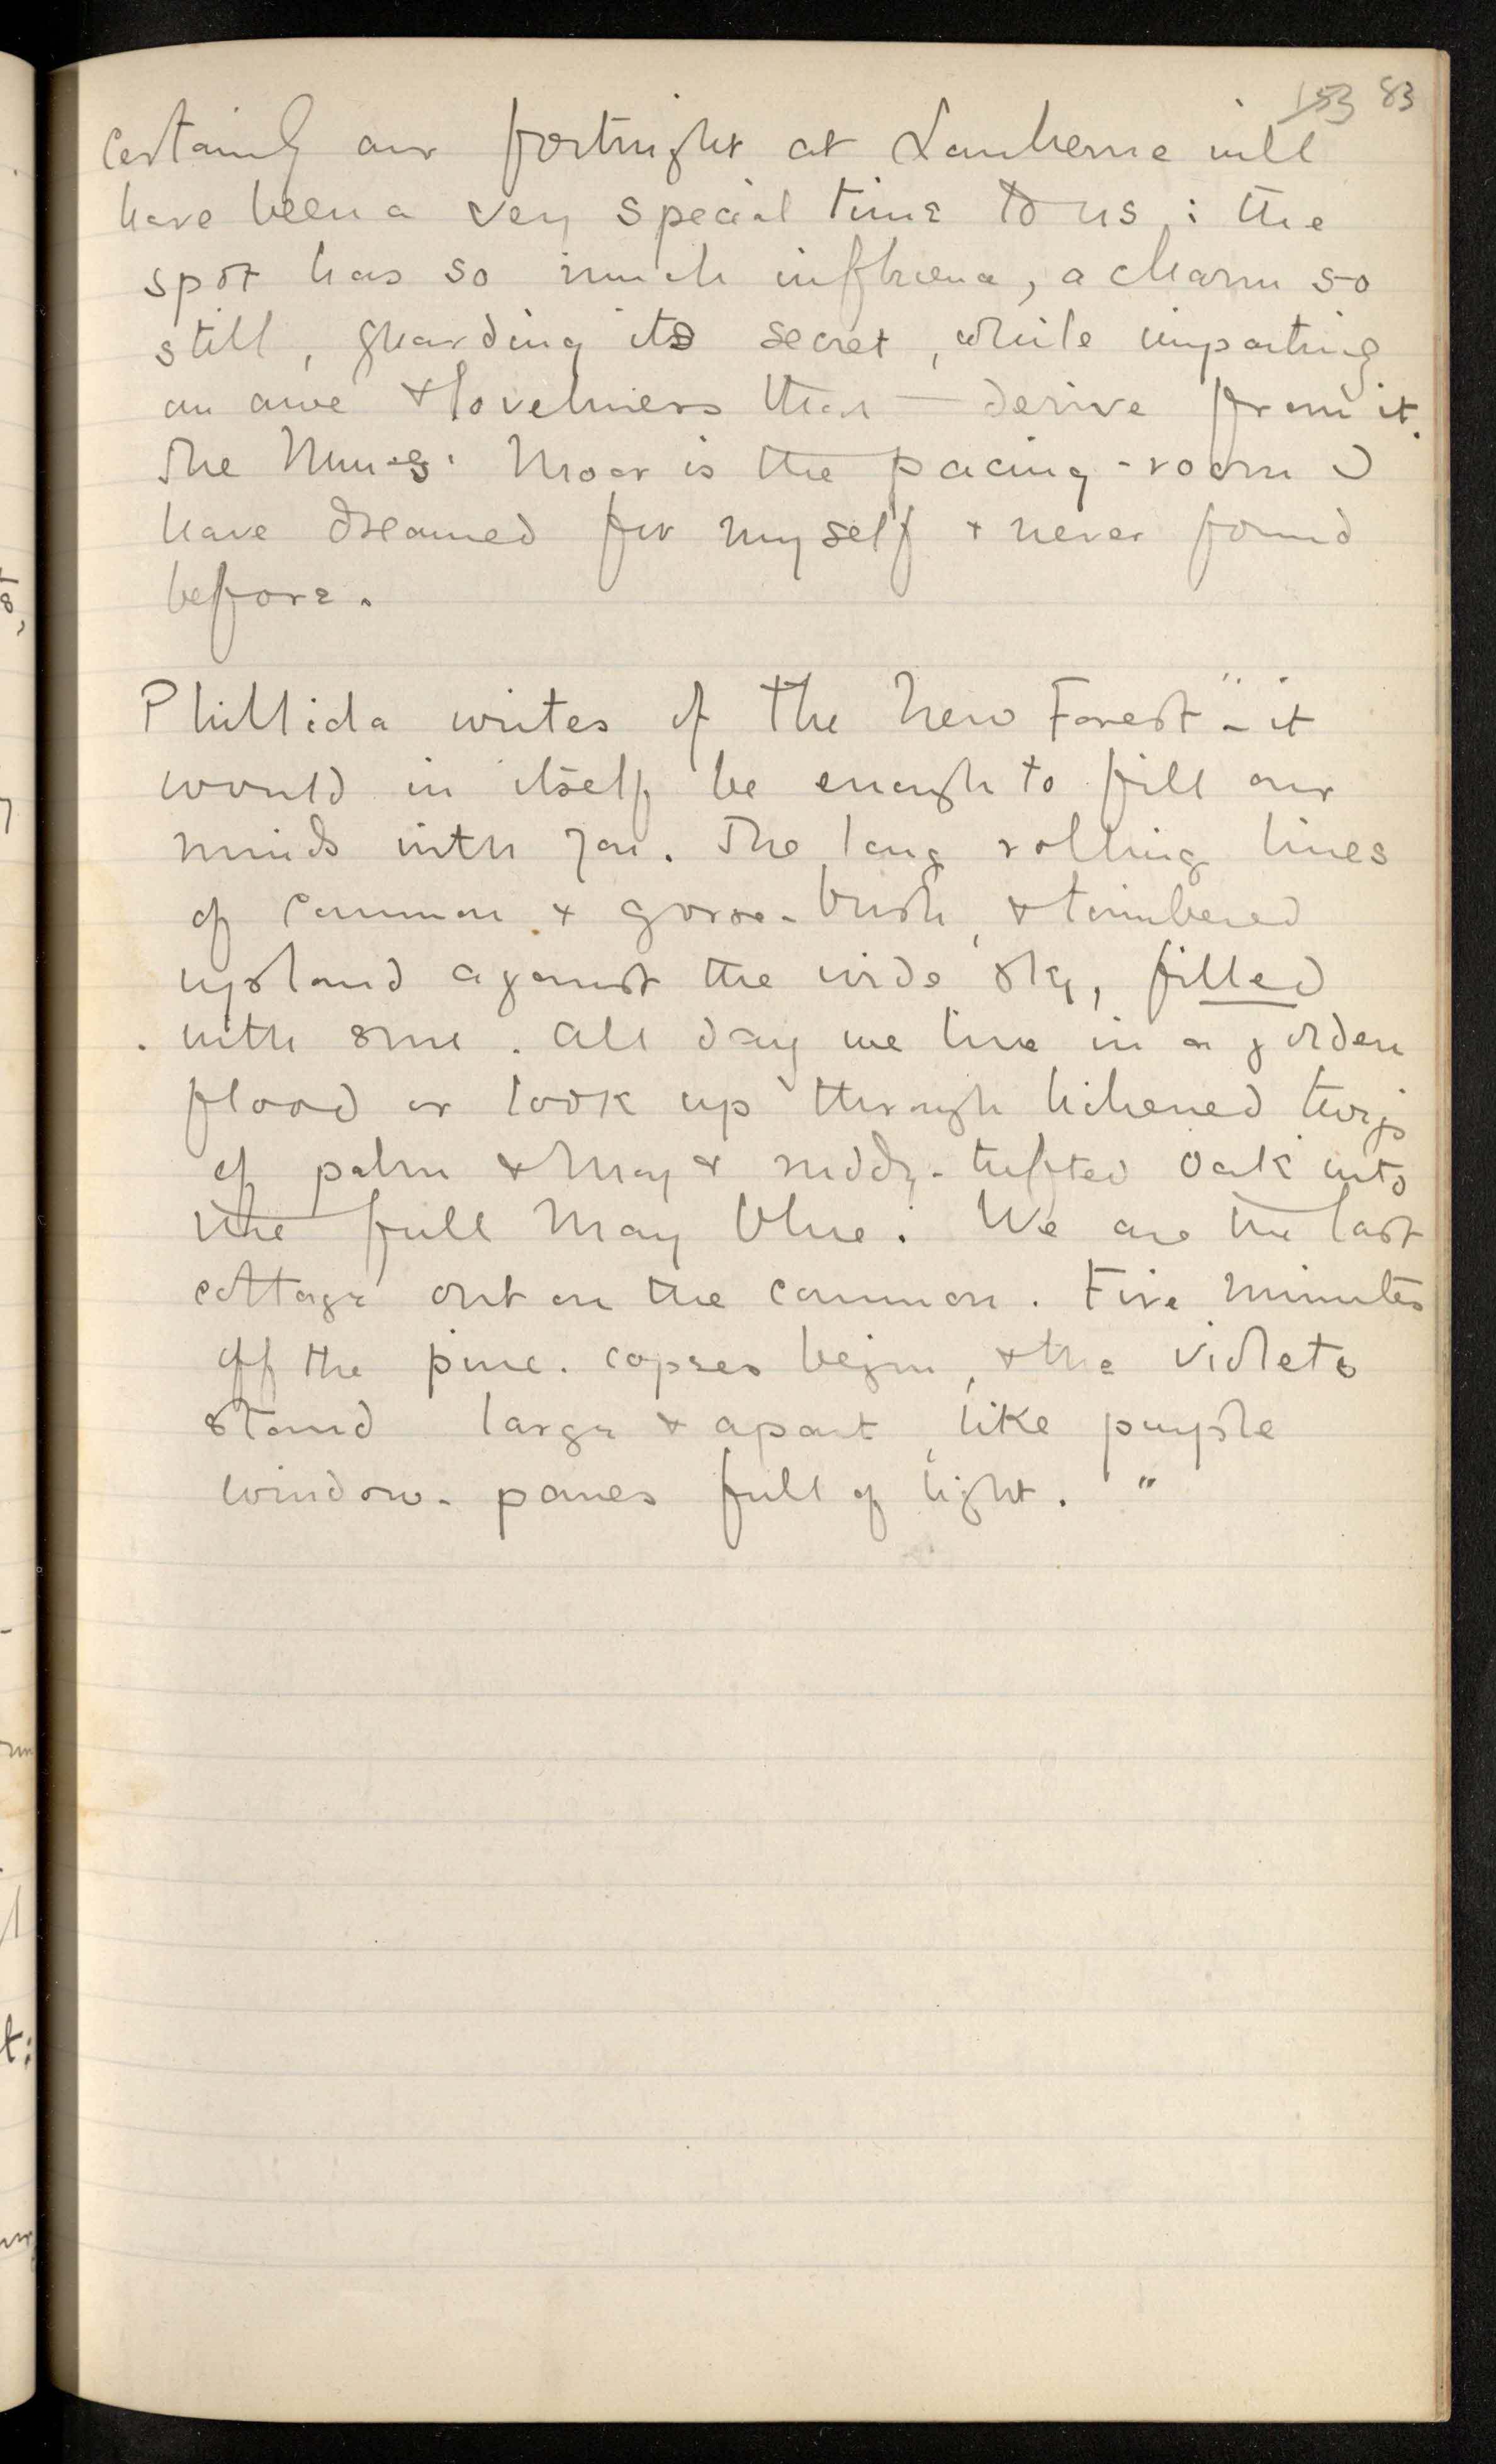 153 83
Certainly our fortnight at Lanherne will
have been a very special time to us : the
spot has so much influence, a charm so
still, guarding its secret, while imparting
an awe & loveliness that derive from it.
The Nuns' Moor is the pacing-room I
have dreamed for myself & never found
before.
Phillida writes of the New Forest "- it
would in itself be enough to fill our
minds with joy. The long rolling lines
of common & gorse-bush, & timbered
upland against the wide sky, filled
with sun. All day we live in a golden
flood or look up through lichened twigs
of palm & may & ruddy-tufted oak into
the full May blue. We are the last
cottage out on the common. Five minutes
off the pine-copses begin, & the violets
stand large & apart, like purple
window-panes full of light."